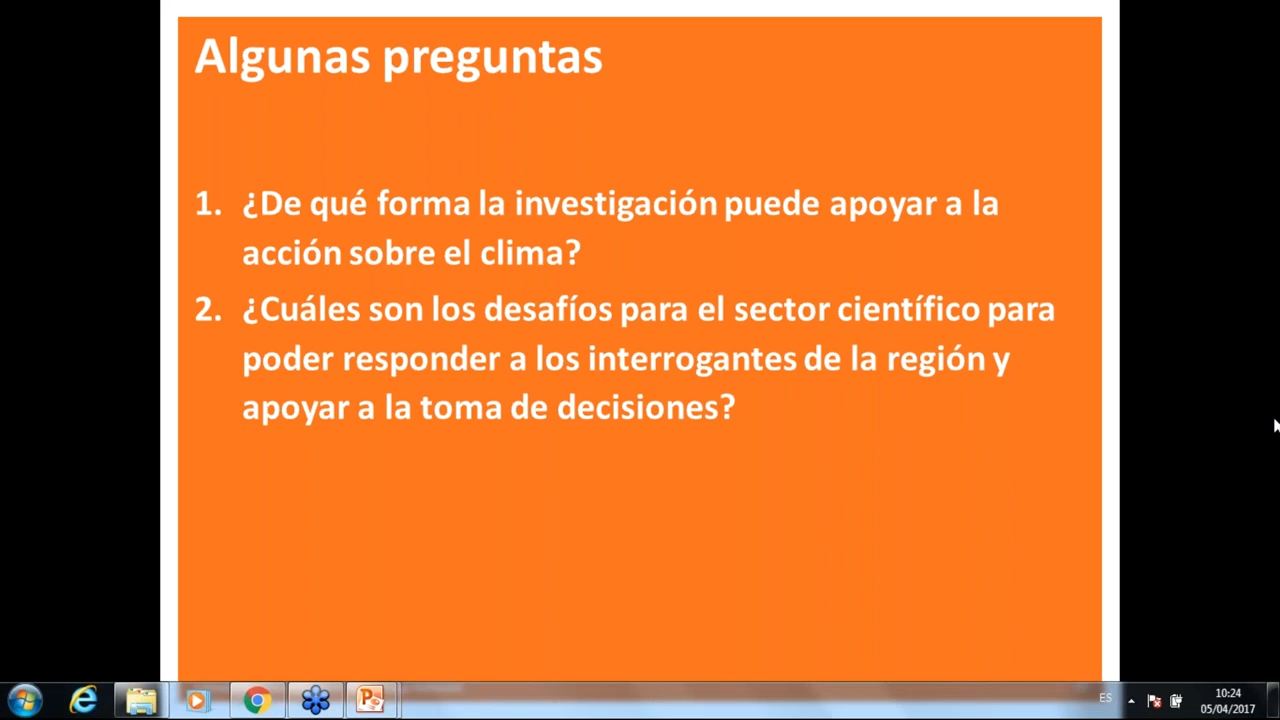 Algunas preguntas
1. ¿De qué forma la investigación puede apoyar a la
acción sobre el clima?
2. ¿Cuáles son los desafíos para el sector científico para
poder responder a los interrogantes de la región y
apoyar a la toma de decisiones?
ES
10:24
05/04/2017